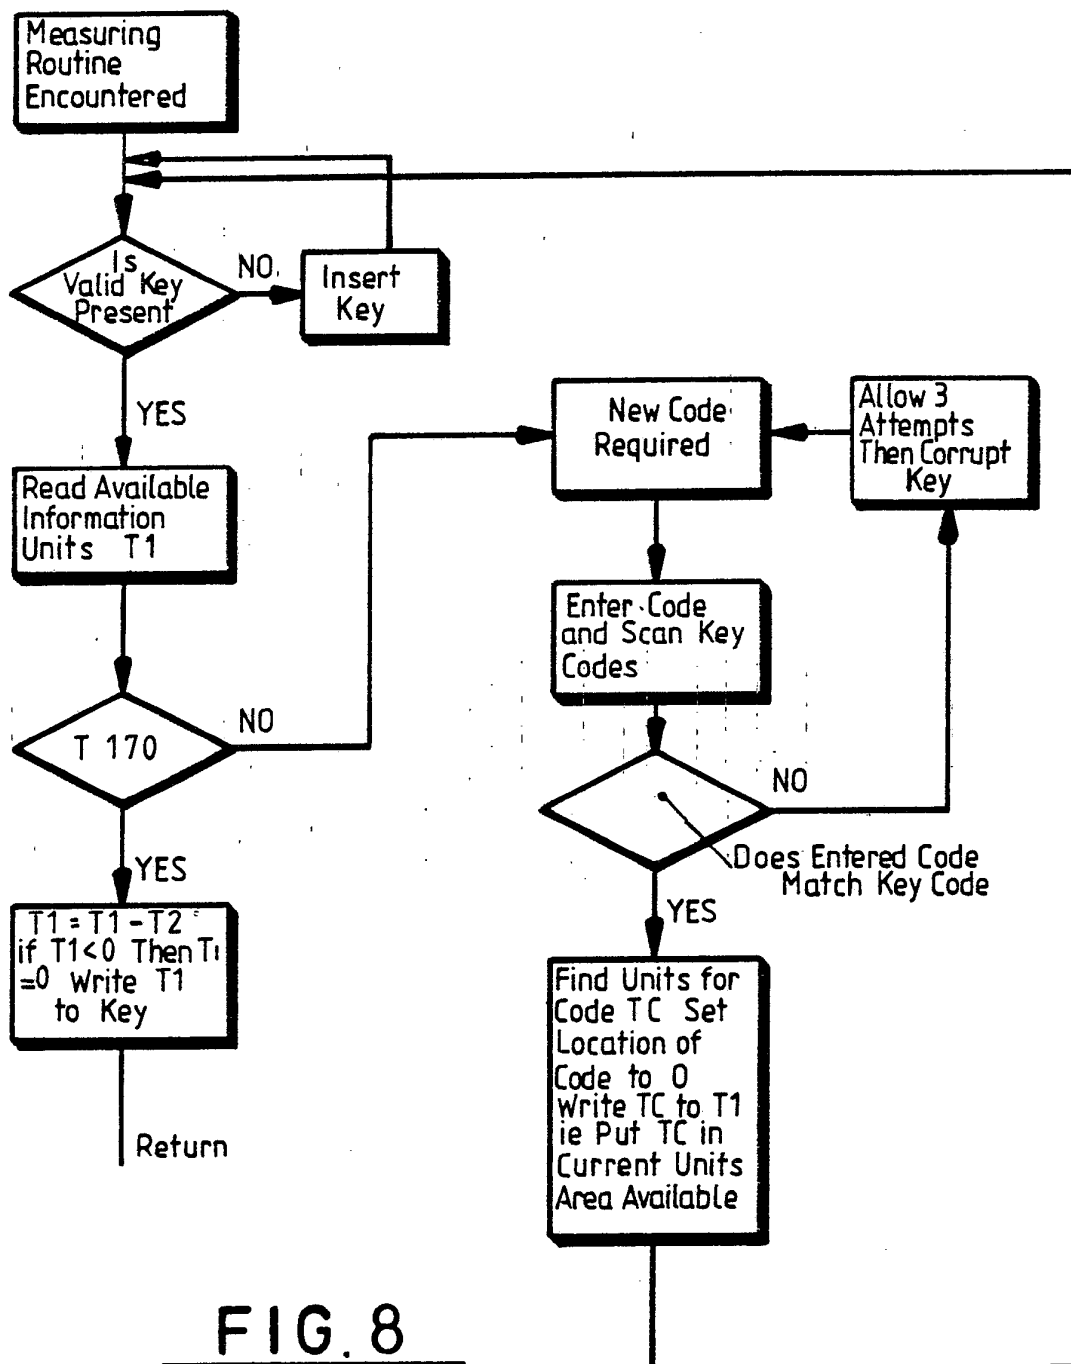 Measuring
Routine
Encountered
Is
Valid Key
Present
NO
Insert
Key
YES
Read Available
Information
Units T1
T 170
NO
YES
T1 = T1 - T2
if T1<0 Then T1
=0 Write T1
to Key
Return
New Code
Required
Allow 3
Attempts
Then Corrupt
Key
Enter Code
and Scan Key
Codes
NO
Does Entered Code
Match Key Code
YES
Find Units for
Code TC Set
Location of
Code to 0
Write TC to T1
ie Put TC in
Current Units
Area Available
FIG. 8